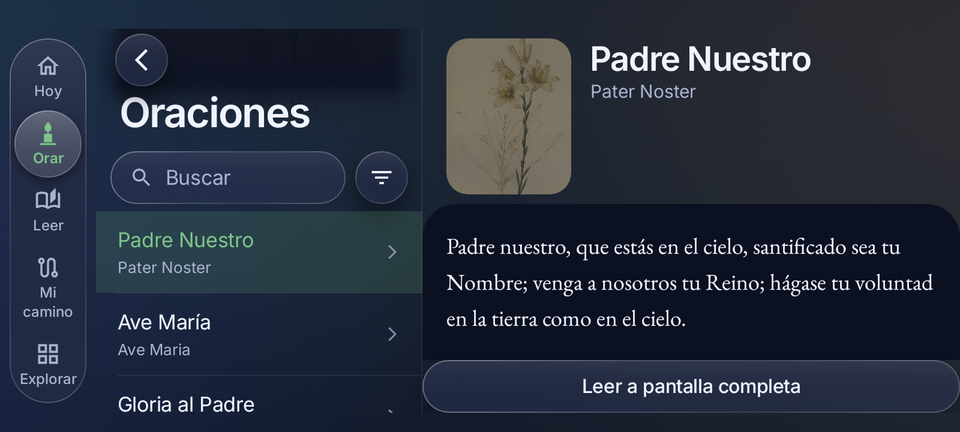 Hoy
Orar
Leer
Mi
camino
Explorar
Oraciones
Buscar
Padre Nuestro
Pater Noster
Ave María
Ave Maria
Gloria al Padre
Padre Nuestro
Pater Noster
Padre nuestro, que estás en el cielo, santificado sea tu
Nombre; venga a nosotros tu Reino; hágase tu voluntad
en la tierra como en el cielo.
Leer a pantalla completa